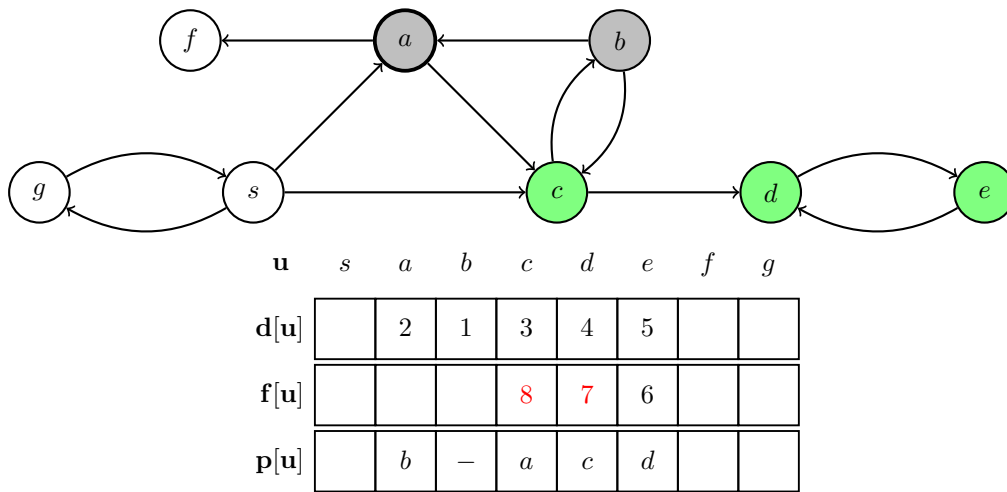 f a b
g s c d e
u s a b c d e f g
d[u] 2 1 3 4 5
f[u] 8 7 6
p[u] b − a c d